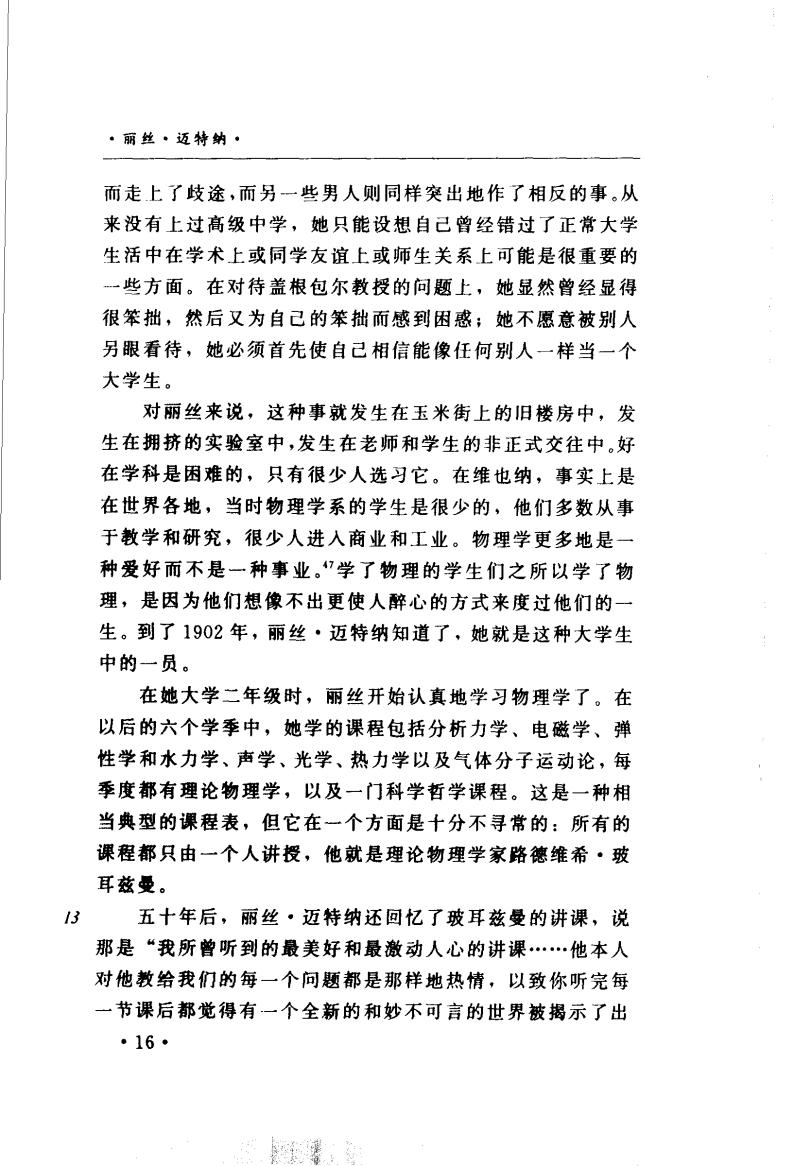 ·丽丝·迈特纳·
而走上了歧途,而另一些男人则同样突出地作了相反的事。从
来没有上过高级中学，她只能设想自己曾经错过了正常大学
生活中在学术上或同学友谊上或师生关系上可能是很重要的
一些方面。在对待盖根包尔教授的问题上，她显然曾经显得
很笨拙，然后又为自己的笨拙而感到困惑；她不愿意被别人
另眼看待，她必须首先使自己相信能像任何别人一样当一个
大学生。
对丽丝来说，这种事就发生在玉米街上的旧楼房中，发
生在拥挤的实验室中,发生在老师和学生的非正式交往中。好
在学科是困难的，只有很少人选习它。在维也纳，事实上是
在世界各地，当时物理学系的学生是很少的，他们多数从事
于教学和研究，很少人进入商业和工业。物理学更多地是一
种爱好而不是一种事业。47学了物理的学生们之所以学了物
理，是因为他们想像不出更使人醉心的方式来度过他们的一
生。到了1902年，丽丝·迈特纳知道了，她就是这种大学生
中的一员。
在她大学二年级时，丽丝开始认真地学习物理学了。在
以后的六个学季中，她学的课程包括分析力学、电磁学、弹
性学和水力学、声学、光学、热力学以及气体分子运动论，每
季度都有理论物理学，以及一门科学哲学课程。这是一种相
当典型的课程表，但它在一个方面是十分不寻常的：所有的
课程都只由一个人讲授，他就是理论物理学家路德维希·玻
耳兹曼。
13 五十年后，丽丝·迈特纳还回忆了玻耳兹曼的讲课，说
那是“我所曾听到的最美好和最激动人心的讲课……他本人
对他教给我们的每一个问题都是那样地热情，以致你听完每
一节课后都觉得有一个全新的和妙不可言的世界被揭示了出
·16·